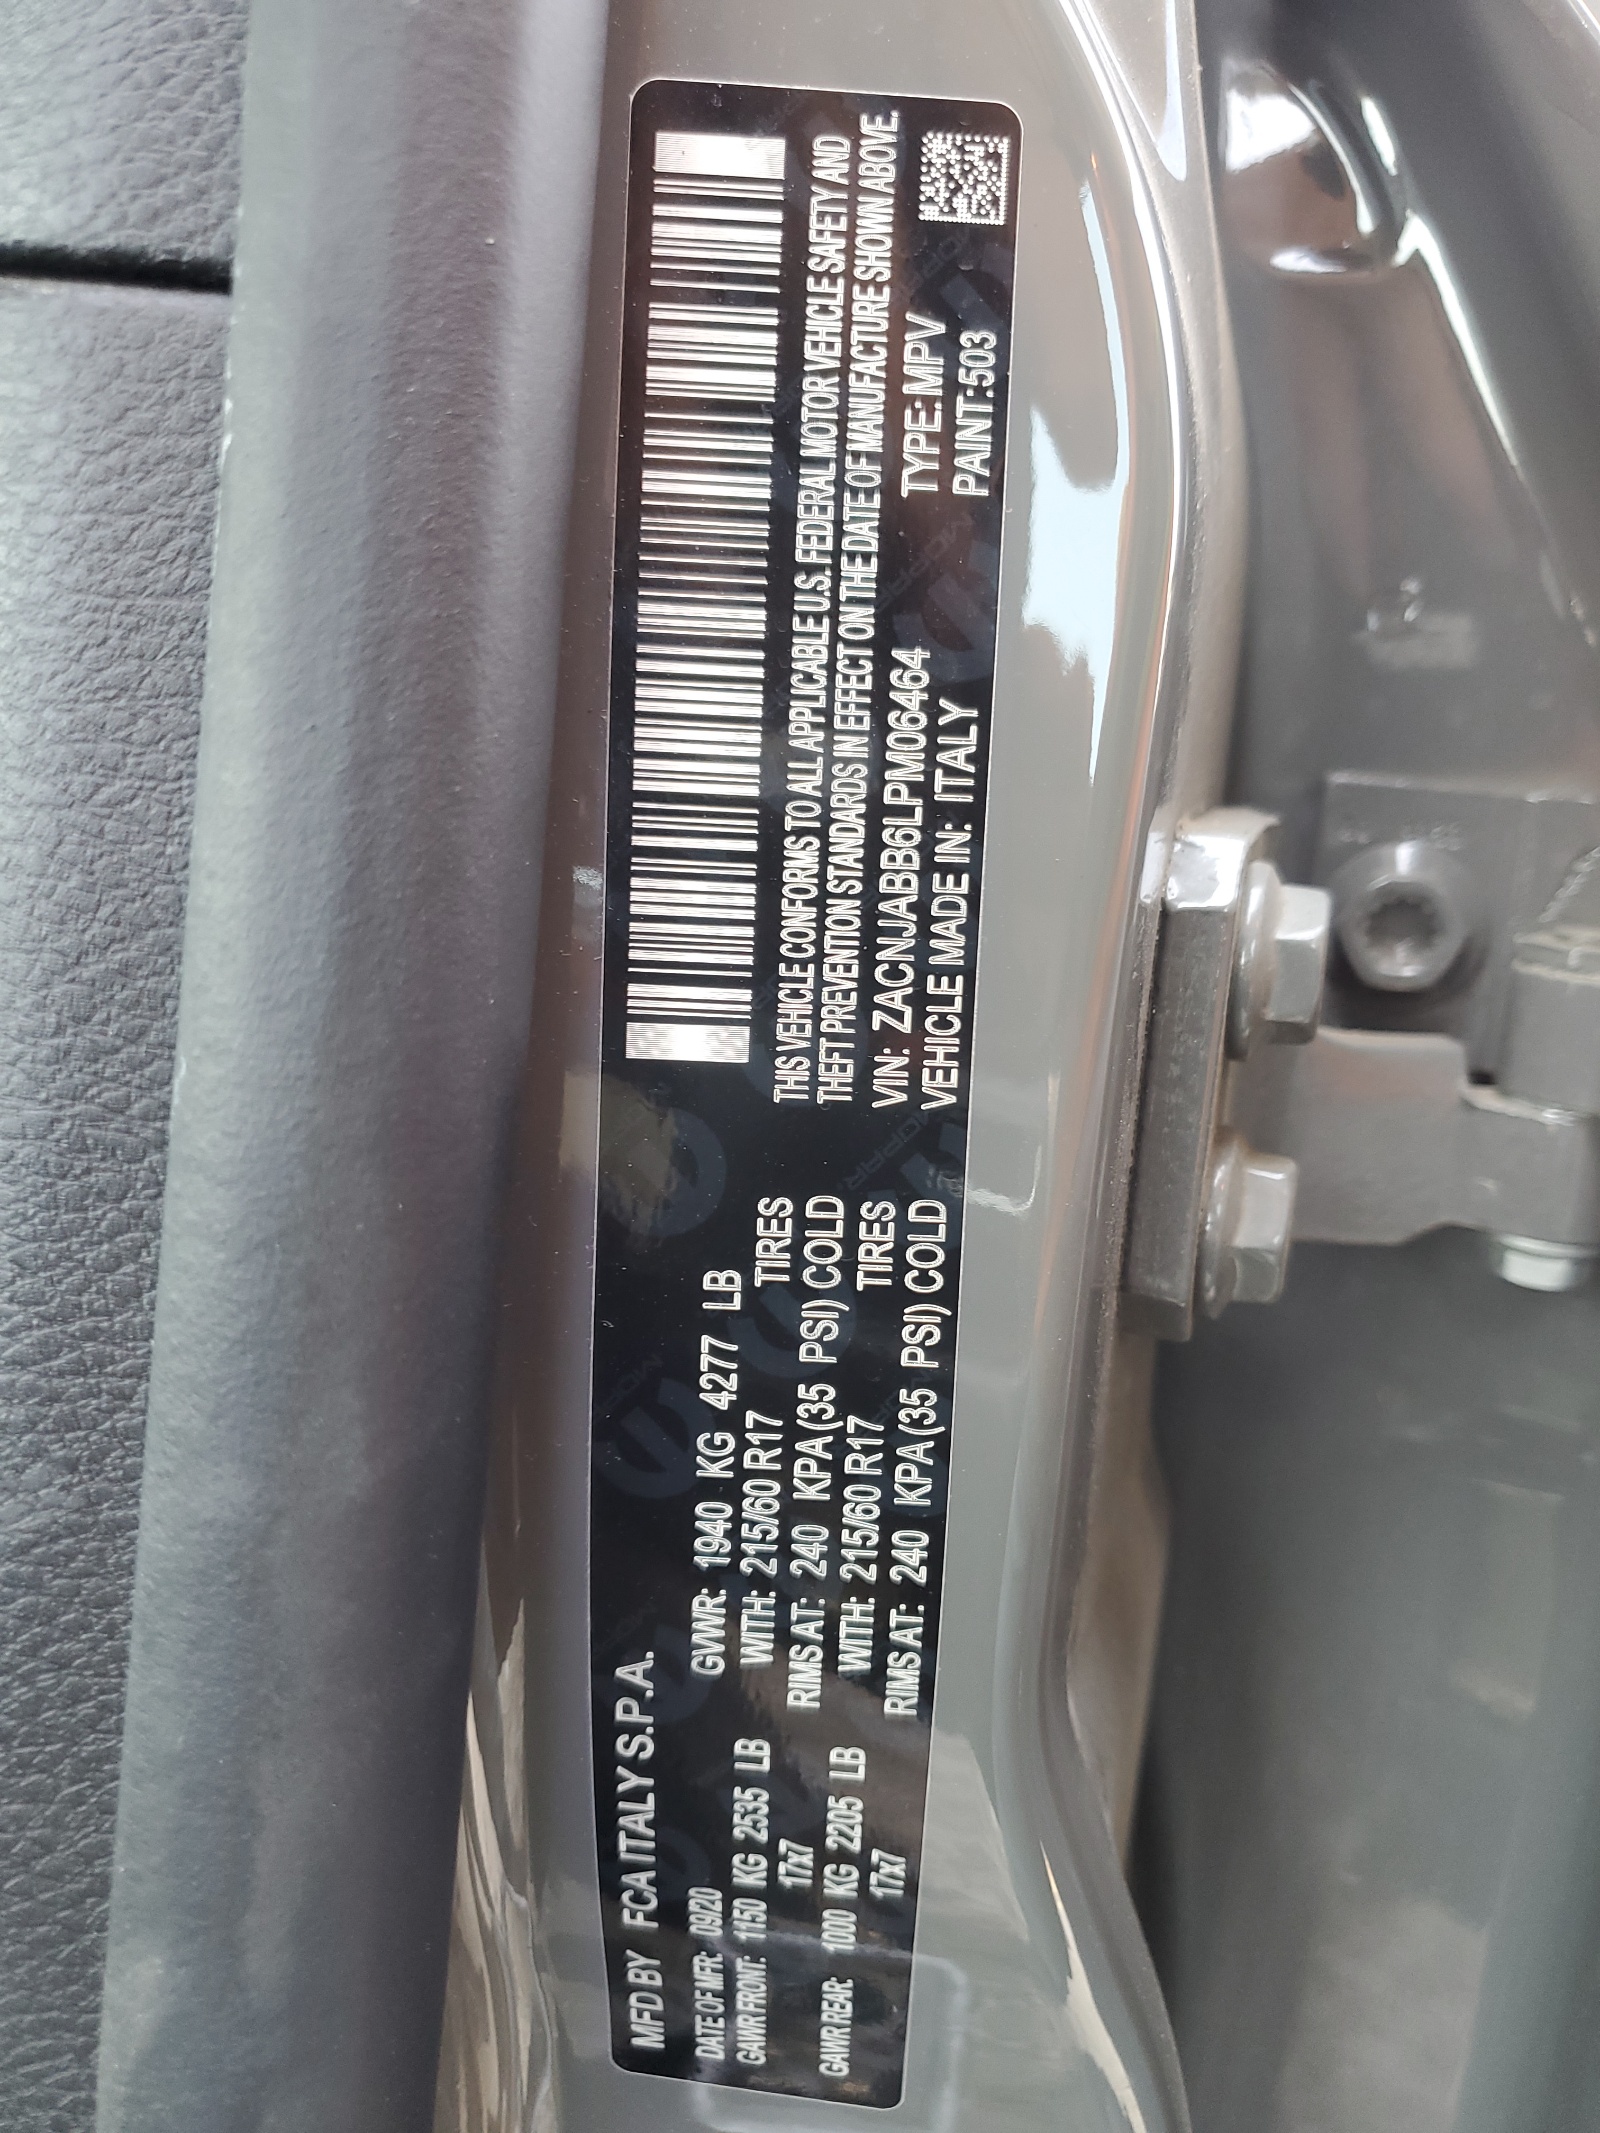 MFD BY FCA ITALY S.P.A.
DATE OF MFR: 09/20 GVWR: 1940 KG 4277 LB
GAWR FRONT: 1150 KG 2535 LB WITH: 215/60 R17 TIRES
17x7 RIMS AT: 240 KPA (35 PSI) COLD
GAWR REAR: 1000 KG 2205 LB WITH: 215/60 R17 TIRES
17x7 RIMS AT: 240 KPA (35 PSI) COLD
THIS VEHICLE CONFORMS TO ALL APPLICABLE U.S. FEDERAL MOTOR VEHICLE SAFETY AND
THEFT PREVENTION STANDARDS IN EFFECT ON THE DATE OF MANUFACTURE SHOWN ABOVE.
VIN: ZACNJABB6LPM06464 TYPE: MPV
VEHICLE MADE IN: ITALY PAINT: 503
MOPAR